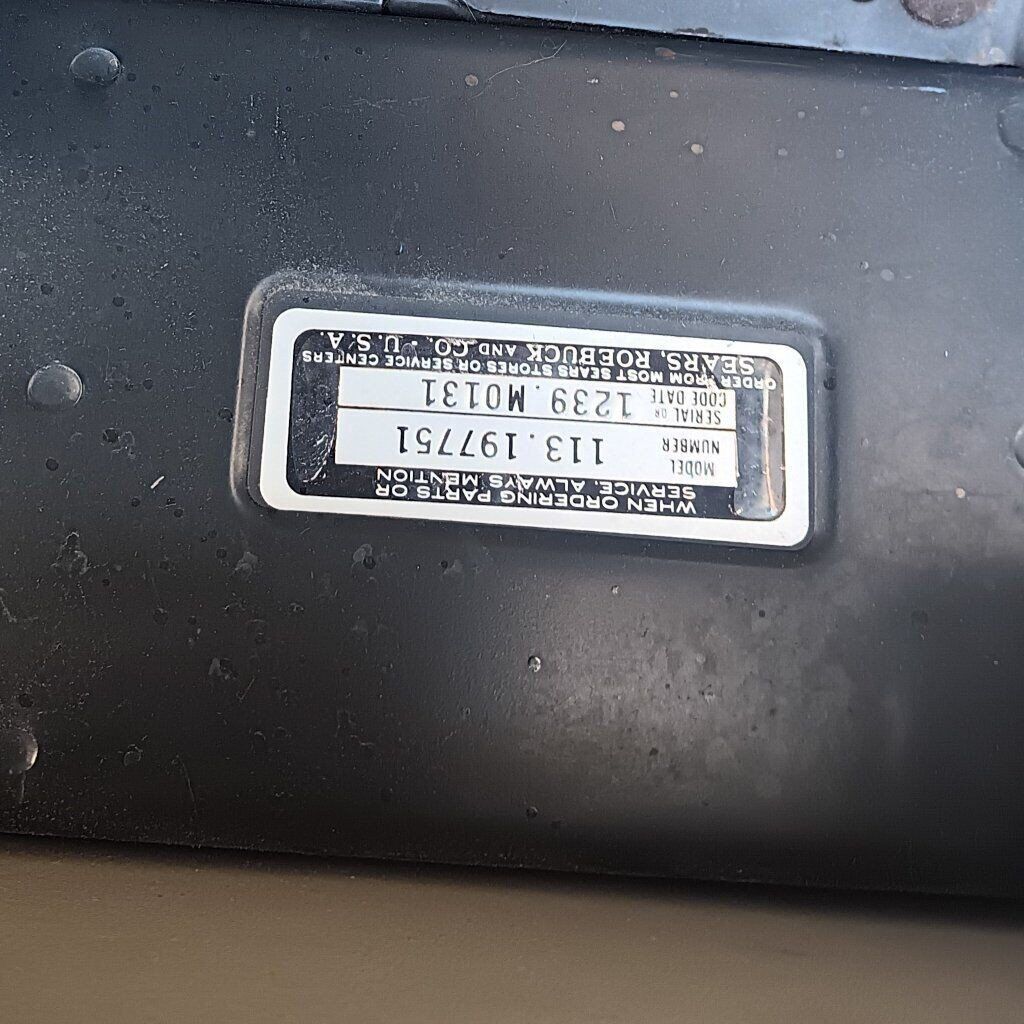 WHEN ORDERING PARTS OR
SERVICE, ALWAYS MENTION
MODEL NUMBER 113.197751
SERIAL OR CODE DATE 1239.M0131
ORDER FROM MOST SEARS STORES OR SERVICE CENTERS
SEARS, ROEBUCK AND CO. - U.S.A.